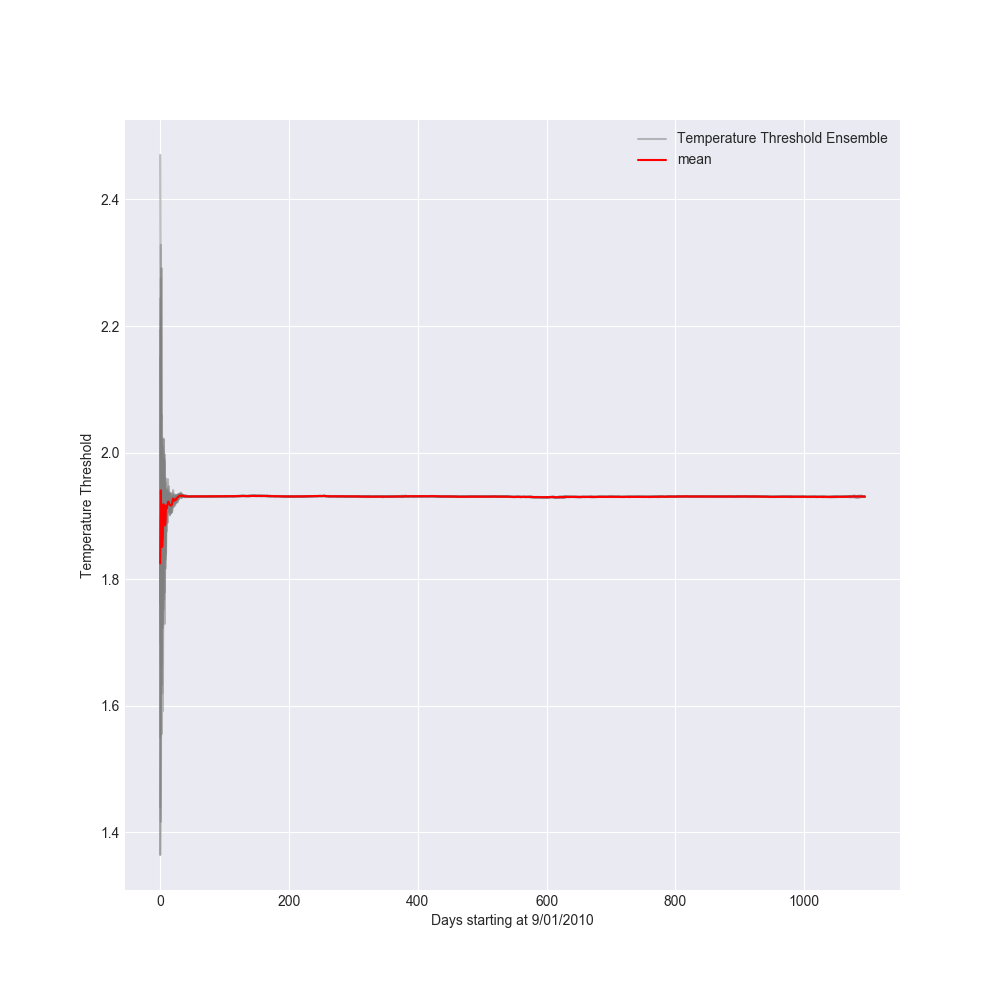 Temperature Threshold Ensemble
mean
2.4
2.2
2.0
1.8
1.6
1.4
Temperature Threshold
0 200 400 600 800 1000
Days starting at 9/01/2010